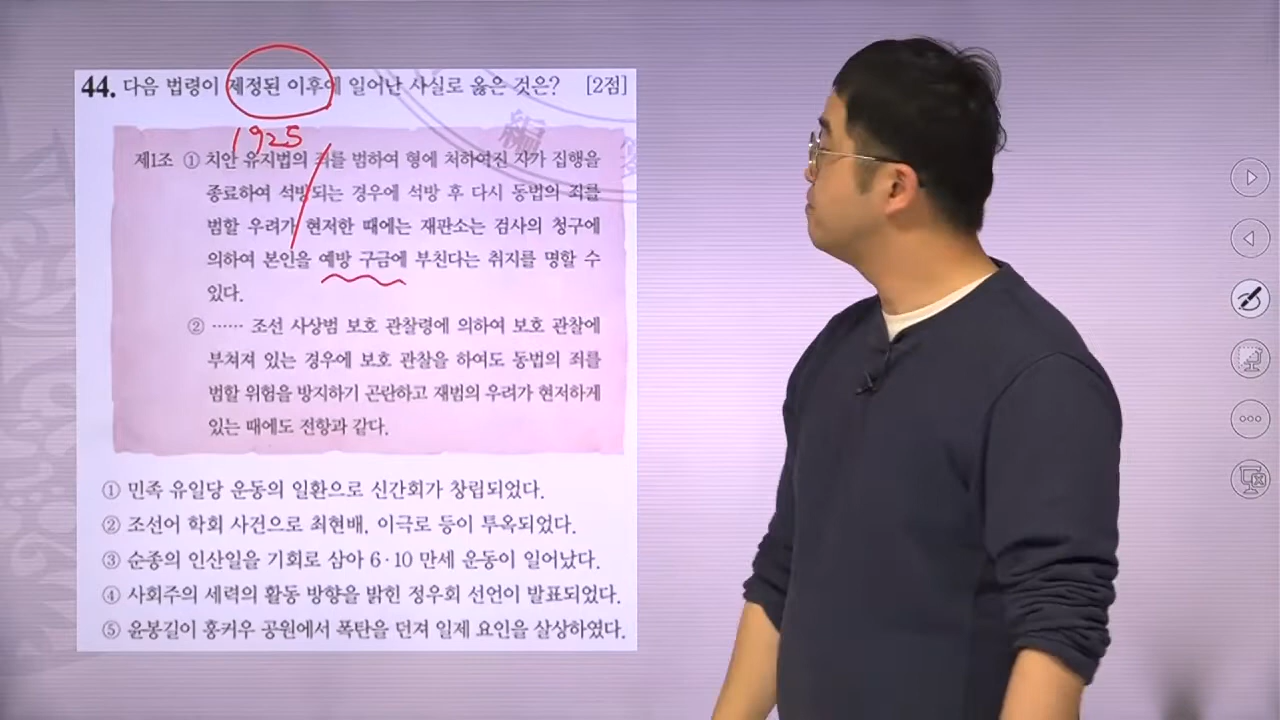 44. 다음 법령이 제정된 이후에 일어난 사실로 옳은 것은? [2점]
1925
제1조 ① 치안 유지법의 죄를 범하여 형에 처하여진 자가 집행을
종료하여 석방되는 경우에 석방 후 다시 동법의 죄를
범할 우려가 현저한 때에는 재판소는 검사의 청구에
의하여 본인을 예방 구금에 부친다는 취지를 명할 수
있다.
② …… 조선 사상범 보호 관찰령에 의하여 보호 관찰에
부쳐져 있는 경우에 보호 관찰을 하여도 동법의 죄를
범할 위험을 방지하기 곤란하고 재범의 우려가 현저하게
있는 때에도 전항과 같다.
① 민족 유일당 운동의 일환으로 신간회가 창립되었다.
② 조선어 학회 사건으로 최현배, 이극로 등이 투옥되었다.
③ 순종의 인산일을 기회로 삼아 6·10 만세 운동이 일어났다.
④ 사회주의 세력의 활동 방향을 밝힌 정우회 선언이 발표되었다.
⑤ 윤봉길이 훙커우 공원에서 폭탄을 던져 일제 요인을 살상하였다.